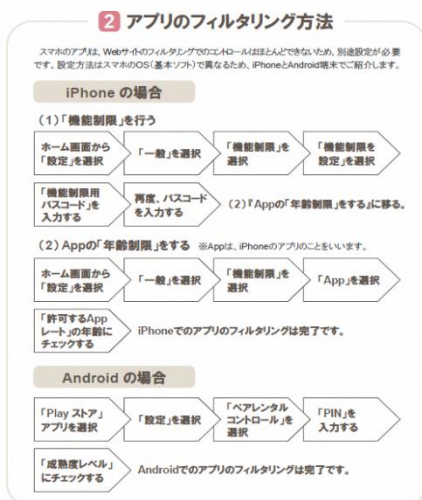 2 アプリのフィルタリング方法
スマホのアプリは、Webサイトのフィルタリングでのコントロールはほとんどできないため、別途設定が必要
です。設定方法はスマホのOS(基本ソフト)で異なるため、iPhoneとAndroid端末でご紹介します。
iPhone の場合
(1)「機能制限」を行う
ホーム画面から
「設定」を選択
「一般」を選択
「機能制限」を
選択
「機能制限を
設定」を選択
「機能制限用
パスコード」を
入力する
再度、パスコード
を入力する
(2)『Appの「年齢制限」をする』に移る。
(2) Appの「年齢制限」をする ※Appは、iPhoneのアプリのことをいいます。
ホーム画面から
「設定」を選択
「一般」を選択
「機能制限」を
選択
「App」を選択
「許可するApp
レート」の年齢に
チェックする
iPhoneでのアプリのフィルタリングは完了です。
Android の場合
「Play ストア」
アプリを選択
「設定」を選択
「ペアレンタル
コントロール」を
選択
「PIN」を
入力する
「成熟度レベル」
にチェックする
Androidでのアプリのフィルタリングは完了です。